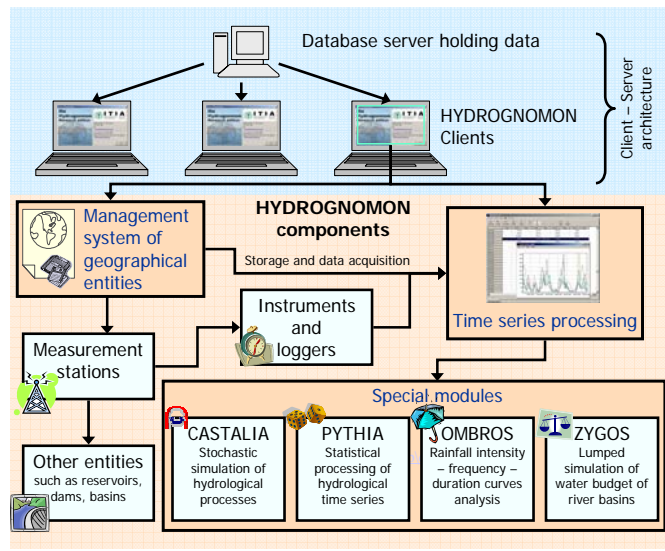 Database server holding data
ITIA
ITIA
ITIA
HYDROGNOMON
Clients
Client – Server
architecture
Management
system of
geographical
entities
HYDROGNOMON
components
Storage and data acquisition
Time series processing
Instruments
and
loggers
Measurement
stations
Other entities
such as reservoirs,
dams, basins
Special modules
CASTALIA
Stochastic
simulation of
hydrological
processes
PYTHIA
Statistical
processing of
hydrological
time series
OMBROS
Rainfall intensity
– frequency –
duration curves
analysis
ZYGOS
Lumped
simulation of
water budget of
river basins